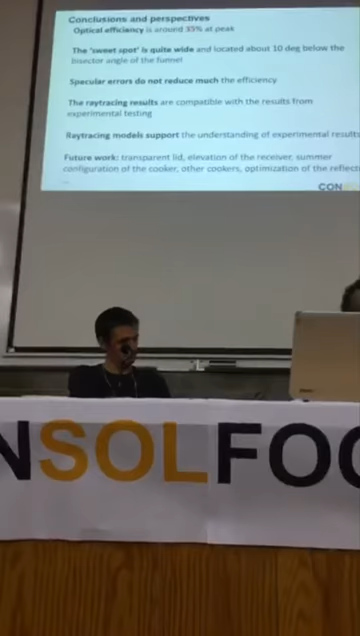 Conclusions and perspectives
Optical efficiency is around 35% at peak
The 'sweet spot' is quite wide and located about 10 deg below the
bisector angle of the funnel
Specular errors do not reduce much the efficiency
The raytracing results are compatible with the results from
experimental testing
Raytracing models support the understanding of experimental results
Future work: transparent lid, elevation of the receiver, summer
configuration of the cooker, other cookers, optimization of the reflect
...
CONSO
NSOLFOO